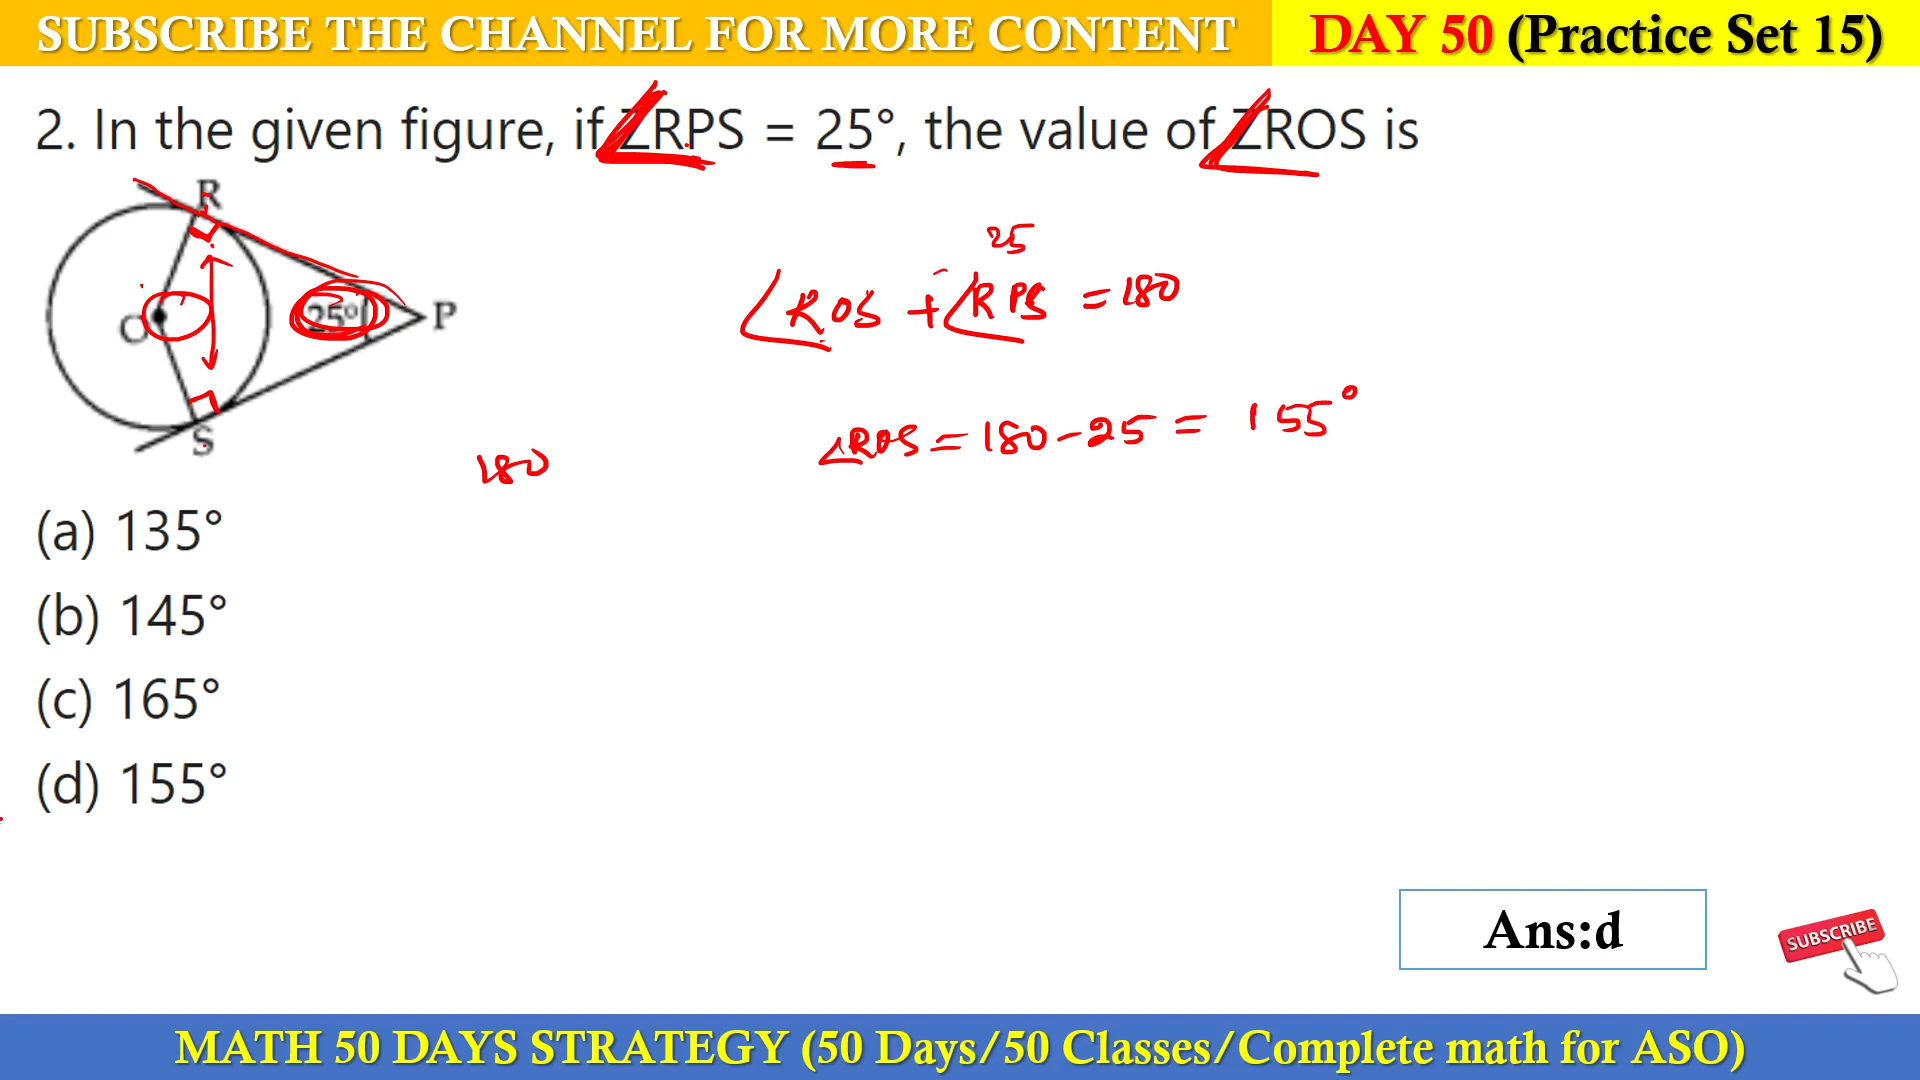 SUBSCRIBE THE CHANNEL FOR MORE CONTENT
DAY 50 (Practice Set 15)
2. In the given figure, if ZRPS = 25°, the value of ZROS is
R
O
25°
P
S
25
∠ROS + ∠RPS = 180
∠ROS = 180 - 25 = 155°
180
(a) 135°
(b) 145°
(c) 165°
(d) 155°
Ans:d
SUBSCRIBE
MATH 50 DAYS STRATEGY (50 Days/50 Classes/Complete math for ASO)